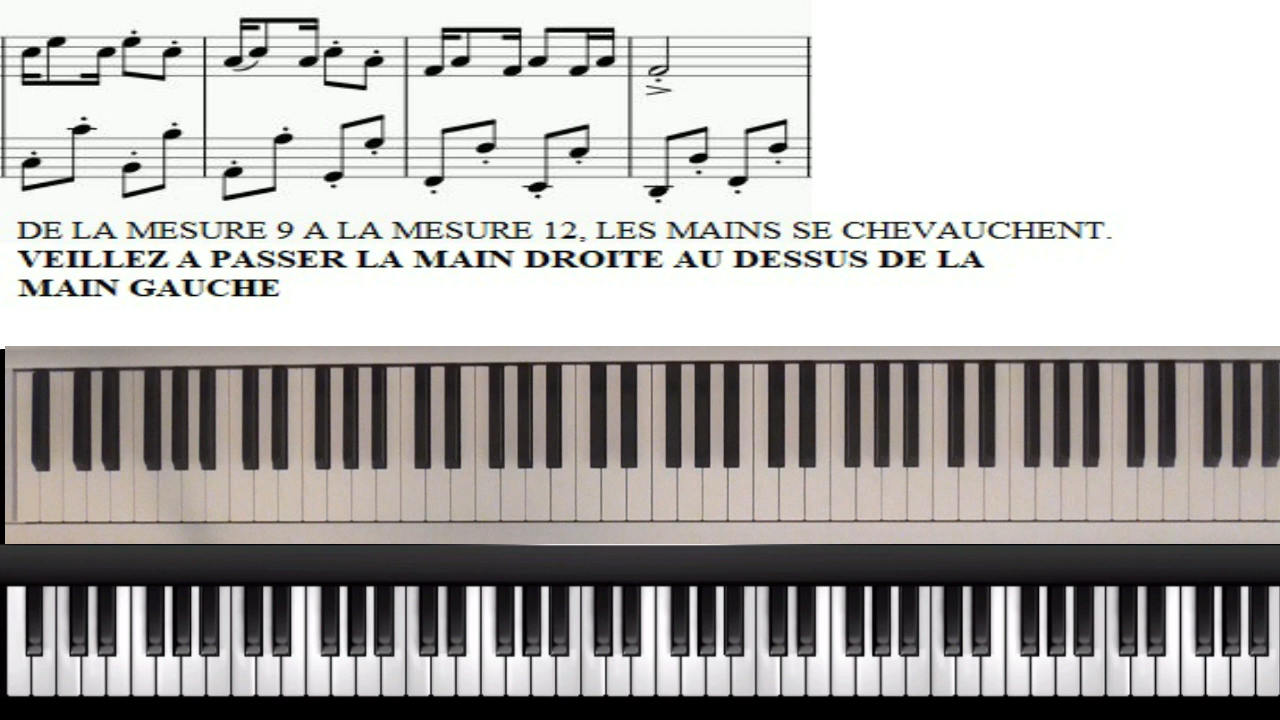 DE LA MESURE 9 A LA MESURE 12, LES MAINS SE CHEVAUCHENT.
VEILLEZ A PASSER LA MAIN DROITE AU DESSUS DE LA
MAIN GAUCHE